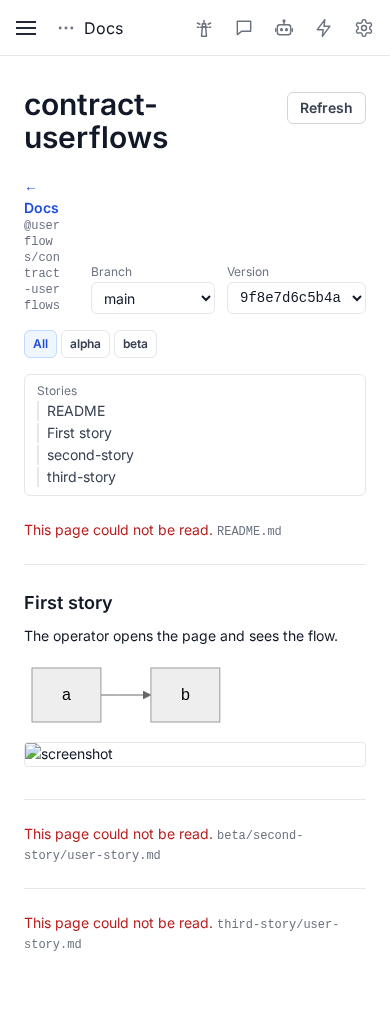 Docs
contract-
userflows
Refresh
← 
Docs
@user
flow
s/con
tract
-user
flows
Branch
main
Version
9f8e7d6c5b4a
All
alpha
beta
Stories
README
First story
second-story
third-story
This page could not be read. README.md
First story
The operator opens the page and sees the flow.
a
b
screenshot
This page could not be read. beta/second-
story/user-story.md
This page could not be read. third-story/user-
story.md